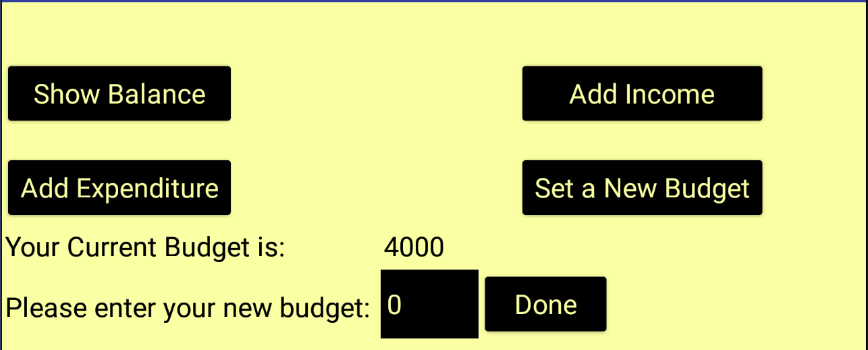 Show Balance Add Income
Add Expenditure Set a New Budget
Your Current Budget is: 4000
Please enter your new budget: 0 Done